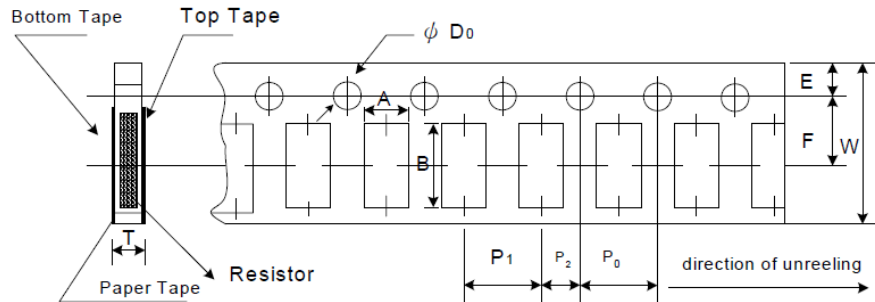 Bottom Tape
Top Tape
ϕ D0
A
B
E
F
W
T
P1
P2
P0
direction of unreeling
Resistor
Paper Tape